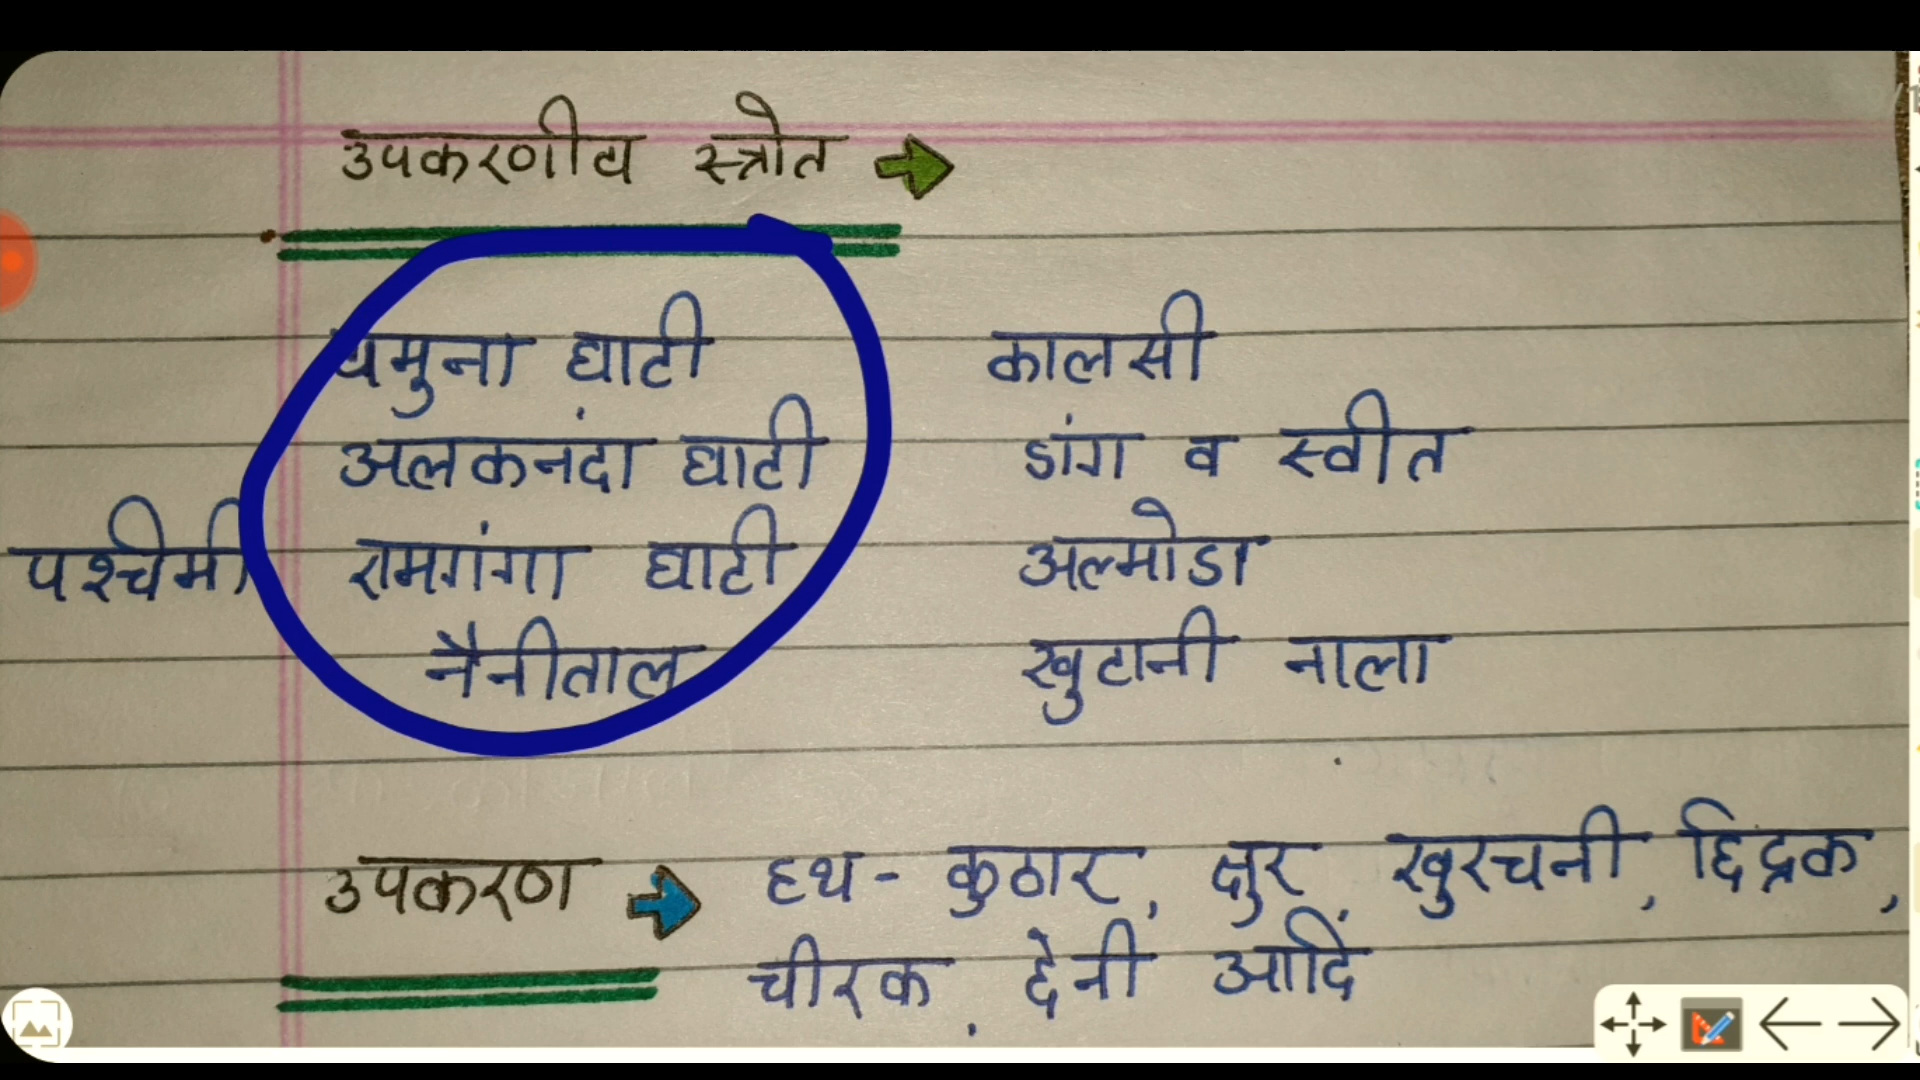 उपकरणीय स्त्रोत
यमुना घाटी कालसी
अलकनंदा घाटी डांग व स्वीत
पश्चिमी रामगंगा घाटी अल्मोडा
नैनीताल खुटानी नाला
उपकरण हथ - कुठार, क्षुर खुरचनी, छिद्रक,
चीरक, छेनी आदि